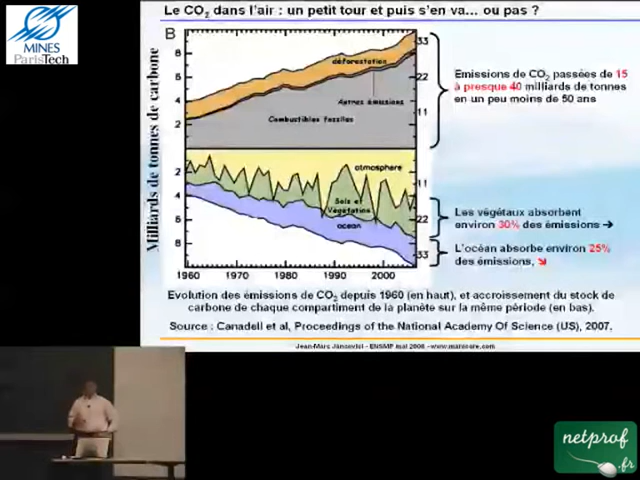 Le CO2 dans l'air : un petit tour et puis s'en va... ou pas ?
MINES
ParisTech
B
Milliards de tonnes de carbone
8
6
4
2
2
4
6
8
33
22
11
11
22
33
déforestation
Autres émissions
Combustibles fossiles
atmosphere
Sols et
Végétations
océan
1960 1970 1980 1990 2000
Emissions de CO2 passées de 15
à presque 40 milliards de tonnes
en un peu moins de 50 ans
Les végétaux absorbent
environ 30% des émissions →
L'océan absorbe environ 25%
des émissions, ↘
Evolution des émissions de CO2 depuis 1960 (en haut), et accroissement du stock de
carbone de chaque compartiment de la planète sur la même période (en bas).
Source : Canadell et al, Proceedings of the National Academy Of Science (US), 2007.
Jean-Marc Jancovici - ENSMP mai 2008 - www.manicore.com
netprof
.fr